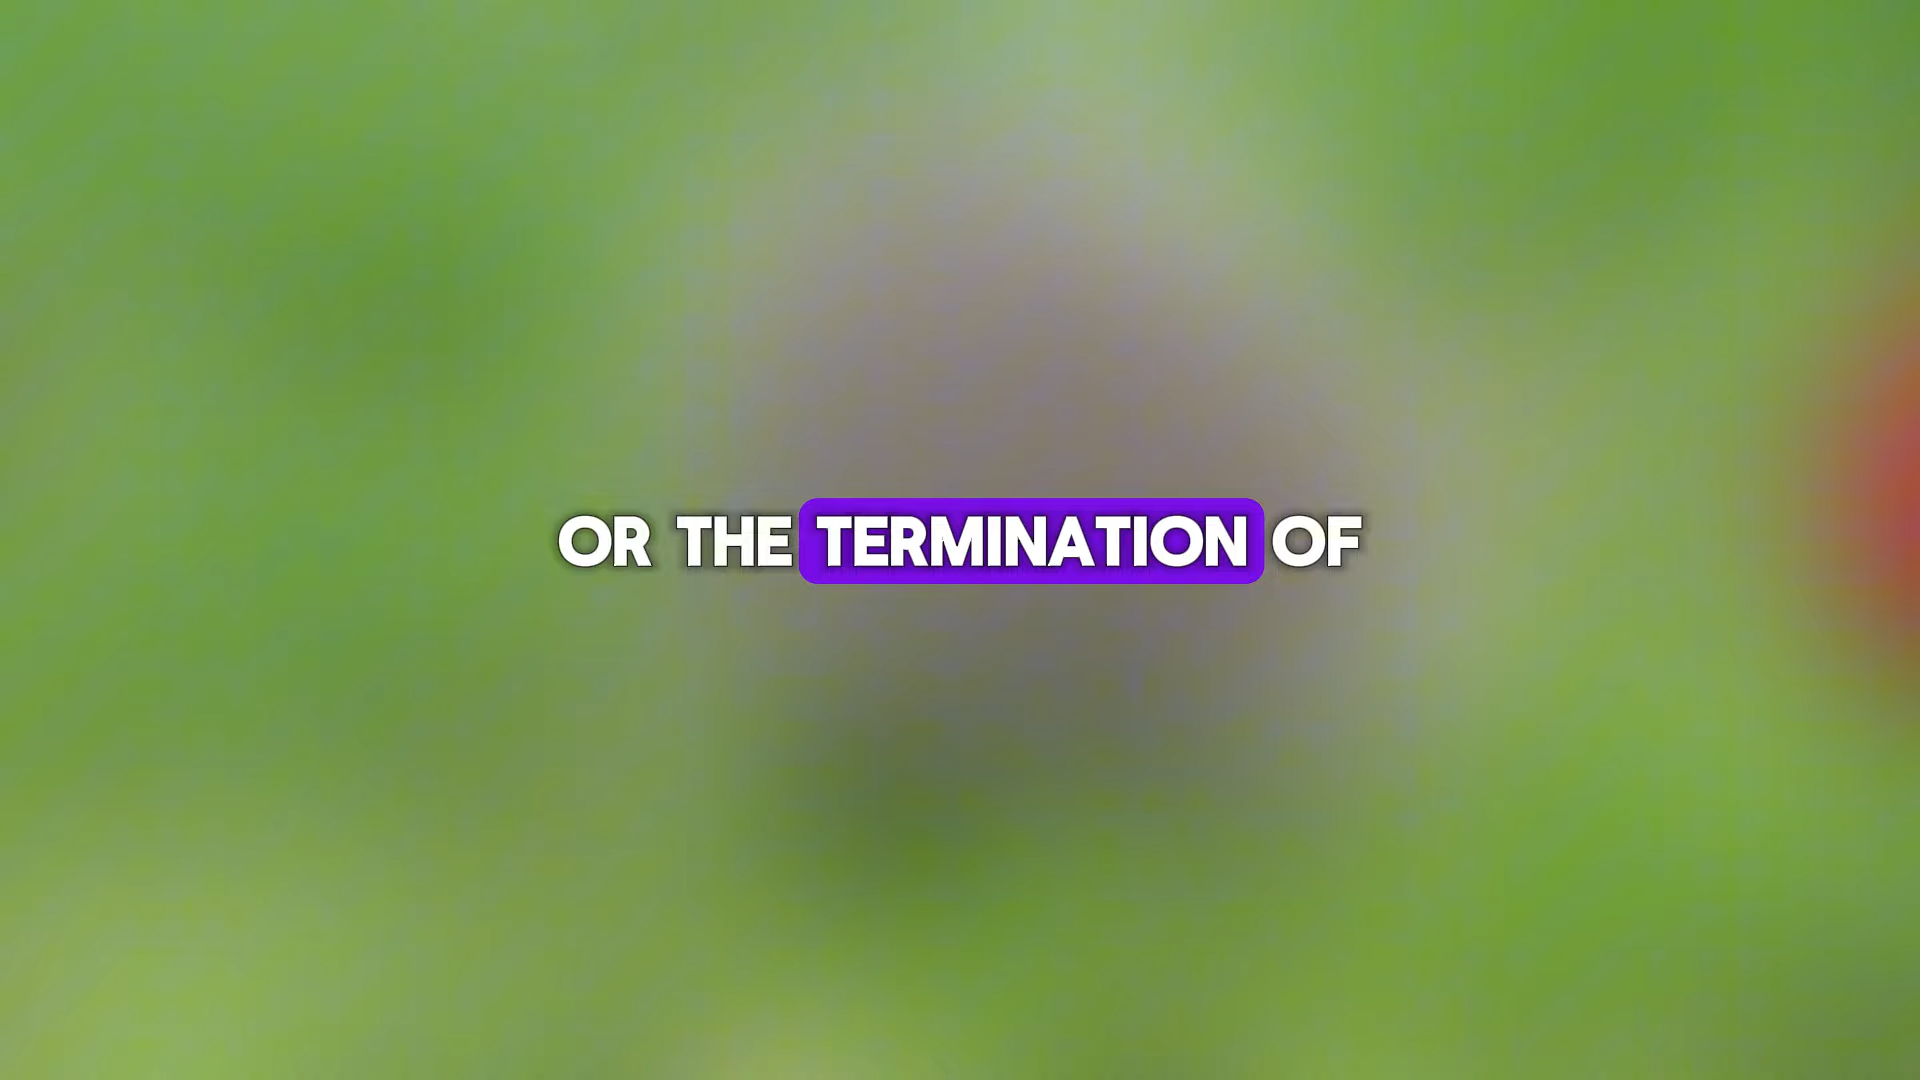 OR THE TERMINATION OF